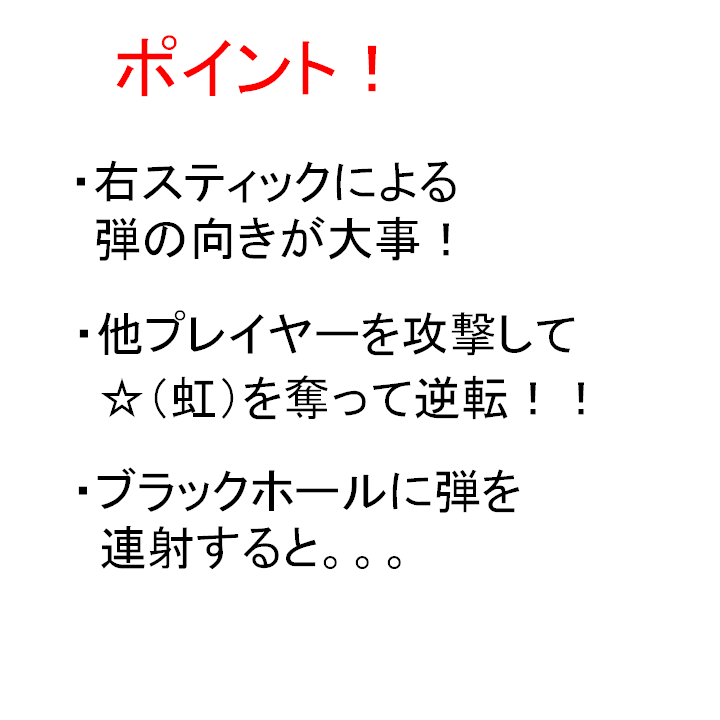 ポイント！
・右スティックによる
弾の向きが大事！
・他プレイヤーを攻撃して
☆（虹）を奪って逆転！！
・ブラックホールに弾を
連射すると。。。